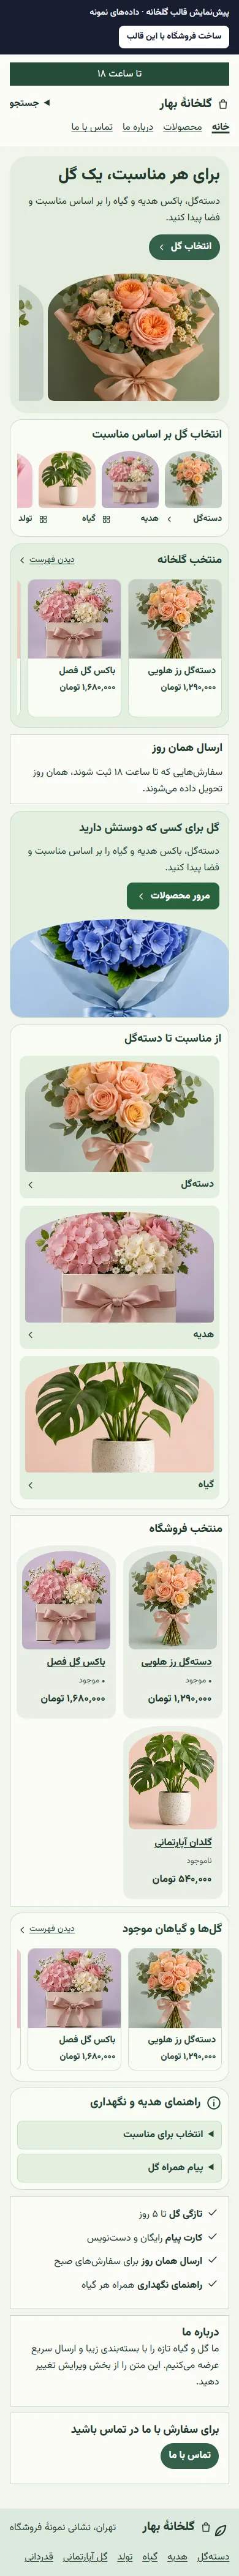 پیش‌نمایش قالب گلخانه · داده‌های نمونه
ساخت فروشگاه با این قالب
تا ساعت ۱۸
گلخانهٔ بهار
جستجو
خانه
محصولات
درباره ما
تماس با ما
برای هر مناسبت، یک گل
دسته‌گل، باکس هدیه و گیاه را بر اساس مناسبت و
فضا پیدا کنید.
انتخاب گل
انتخاب گل بر اساس مناسبت
دسته‌گل
هدیه
گیاه
تولد
منتخب گلخانه
دیدن فهرست
دسته‌گل رز هلویی
۱,۲۹۰,۰۰۰ تومان
باکس گل فصل
۱,۶۸۰,۰۰۰ تومان
ارسال همان روز
سفارش‌هایی که تا ساعت ۱۸ ثبت شوند، همان روز
تحویل داده می‌شوند.
گل برای کسی که دوستش دارید
دسته‌گل، باکس هدیه و گیاه را بر اساس مناسبت و
فضا پیدا کنید.
مرور محصولات
از مناسبت تا دسته‌گل
دسته‌گل
هدیه
گیاه
منتخب فروشگاه
دسته‌گل رز هلویی
• موجود
۱,۲۹۰,۰۰۰ تومان
باکس گل فصل
• موجود
۱,۶۸۰,۰۰۰ تومان
گلدان آپارتمانی
ناموجود
۵۴۰,۰۰۰ تومان
گل‌ها و گیاهان موجود
دیدن فهرست
دسته‌گل رز هلویی
۱,۲۹۰,۰۰۰ تومان
باکس گل فصل
۱,۶۸۰,۰۰۰ تومان
راهنمای هدیه و نگهداری
انتخاب برای مناسبت
پیام همراه گل
تازگی گل تا ۵ روز
کارت پیام رایگان و دست‌نویس
ارسال همان روز برای سفارش‌های صبح
راهنمای نگهداری همراه هر گیاه
درباره ما
ما گل و گیاه تازه را با بسته‌بندی زیبا و ارسال سریع
عرضه می‌کنیم. این متن را از بخش ویرایش تغییر
دهید.
برای سفارش با ما در تماس باشید
تماس با ما
گلخانهٔ بهار
تهران، نشانی نمونهٔ فروشگاه
دسته‌گل
هدیه
گیاه
تولد
گل آپارتمانی
قدردانی